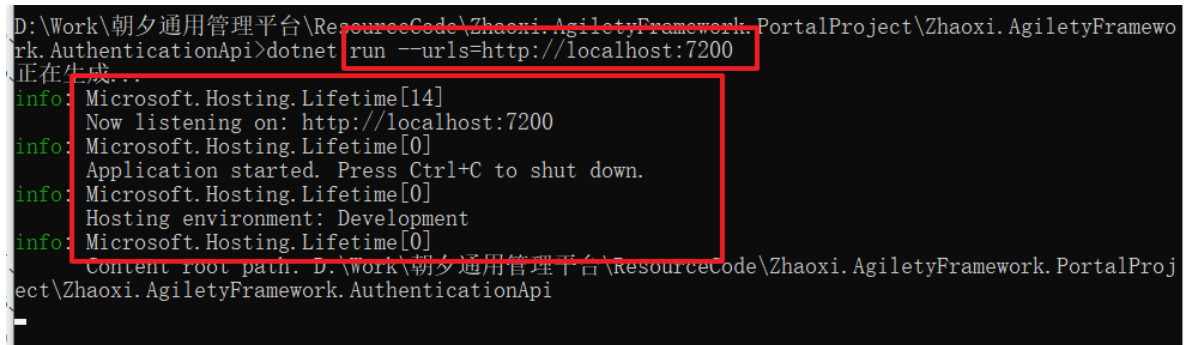 D:\Work\朝夕通用管理平台\ResourceCode\Zhaoxi.AgiletyFramework.PortalProject\Zhaoxi.AgiletyFramewo
rk.AuthenticationApi>dotnet run --urls=http://localhost:7200
正在生成...
info: Microsoft.Hosting.Lifetime[14]
Now listening on: http://localhost:7200
info: Microsoft.Hosting.Lifetime[0]
Application started. Press Ctrl+C to shut down.
info: Microsoft.Hosting.Lifetime[0]
Hosting environment: Development
info: Microsoft.Hosting.Lifetime[0]
Content root path: D:\Work\朝夕通用管理平台\ResourceCode\Zhaoxi.AgiletyFramework.PortalProj
ect\Zhaoxi.AgiletyFramework.AuthenticationApi